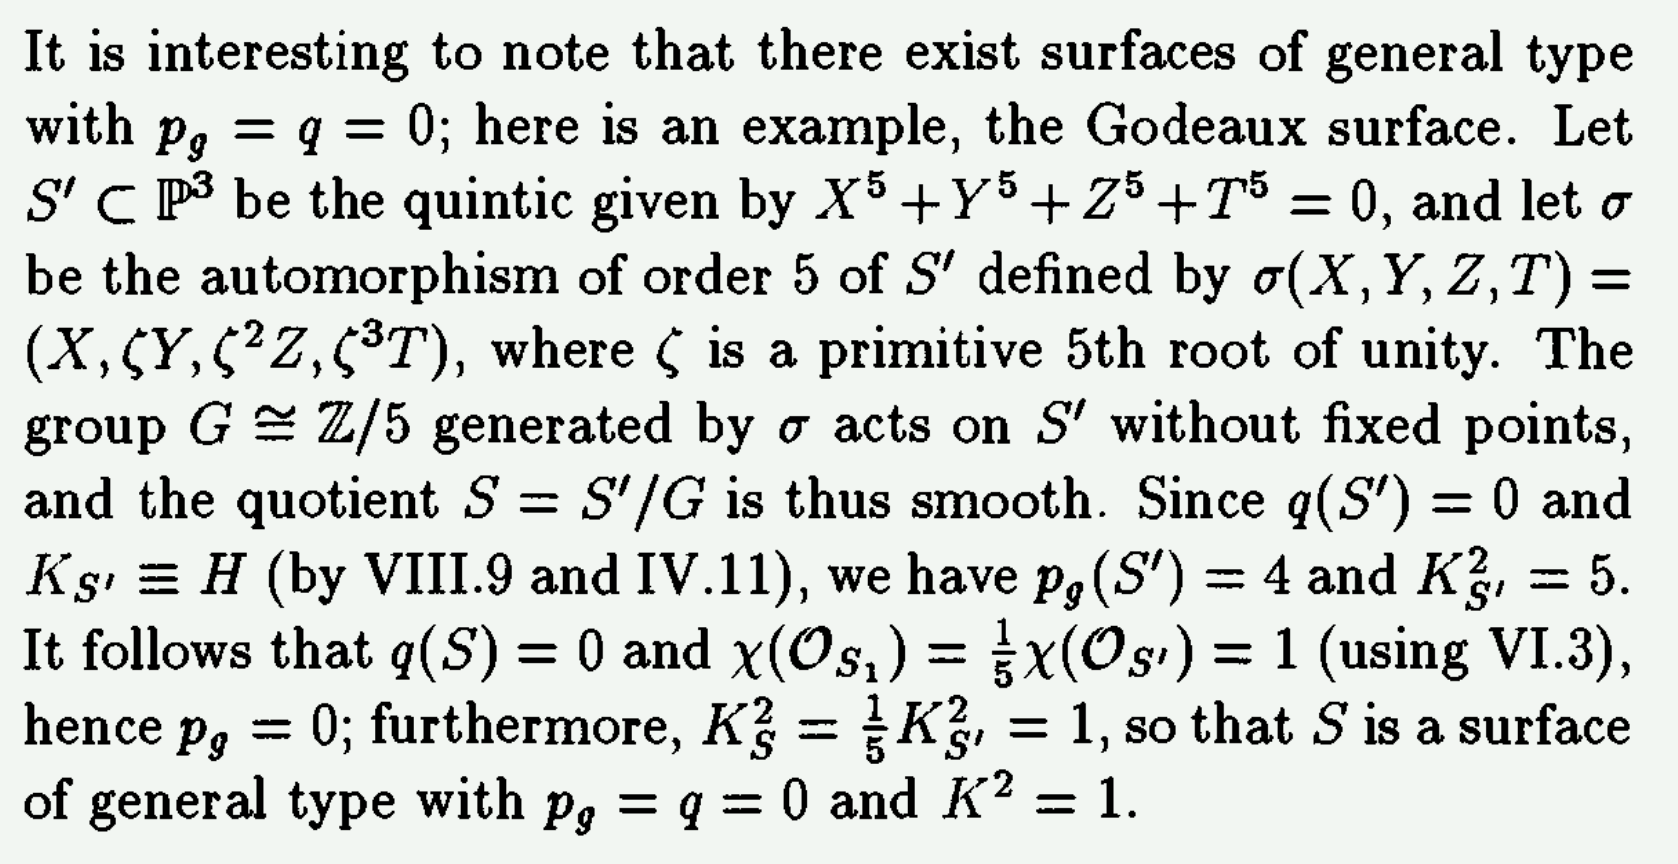 It is interesting to note that there exist surfaces of general type
with $p_g = q = 0$; here is an example, the Godeaux surface. Let
$S' \subset \mathbb{P}^3$ be the quintic given by $X^5 + Y^5 + Z^5 + T^5 = 0$, and let $\sigma$
be the automorphism of order 5 of $S'$ defined by $\sigma(X, Y, Z, T) =$
$(X, \zeta Y, \zeta^2 Z, \zeta^3 T)$, where $\zeta$ is a primitive 5th root of unity. The
group $G \cong \mathbb{Z}/5$ generated by $\sigma$ acts on $S'$ without fixed points,
and the quotient $S = S'/G$ is thus smooth. Since $q(S') = 0$ and
$K_{S'} \equiv H$ (by VIII.9 and IV.11), we have $p_g(S') = 4$ and $K_{S'}^2 = 5$.
It follows that $q(S) = 0$ and $\chi(\mathcal{O}_{S_1}) = \frac{1}{5}\chi(\mathcal{O}_{S'}) = 1$ (using VI.3),
hence $p_g = 0$; furthermore, $K_S^2 = \frac{1}{5}K_{S'}^2 = 1$, so that $S$ is a surface
of general type with $p_g = q = 0$ and $K^2 = 1$.